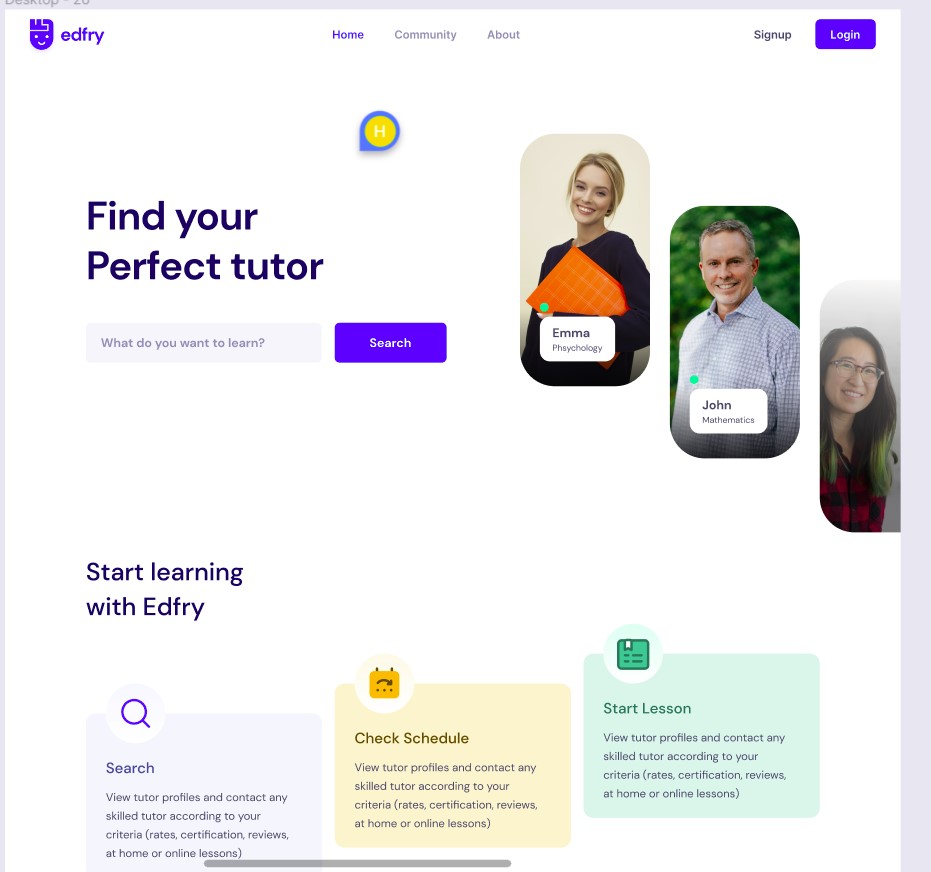 Desktop - 26
edfry
Home
Community
About
Signup
Login
H
Find your
Perfect tutor
What do you want to learn?
Search
Emma
Phsychology
John
Mathematics
Start learning
with Edfry
Search
View tutor profiles and contact any
skilled tutor according to your
criteria (rates, certification, reviews,
at home or online lessons)
Check Schedule
View tutor profiles and contact any
skilled tutor according to your
criteria (rates, certification, reviews,
at home or online lessons)
Start Lesson
View tutor profiles and contact any
skilled tutor according to your
criteria (rates, certification, reviews,
at home or online lessons)